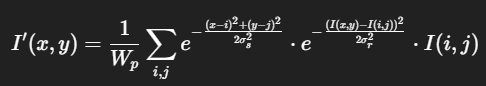 I'(x,y) = \frac{1}{W_p} \sum_{i,j} e^{-\frac{(x-i)^2+(y-j)^2}{2\sigma_s^2}} \cdot e^{-\frac{(I(x,y)-I(i,j))^2}{2\sigma_r^2}} \cdot I(i,j)